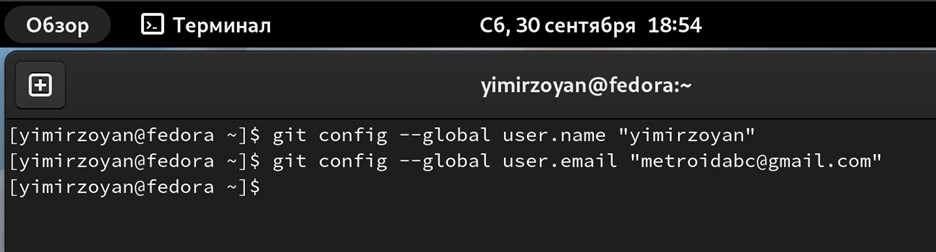 Обзор Терминал Сб, 30 сентября 18:54
yimirzoyan@fedora:~
[yimirzoyan@fedora ~]$ git config --global user.name "yimirzoyan"
[yimirzoyan@fedora ~]$ git config --global user.email "metroidabc@gmail.com"
[yimirzoyan@fedora ~]$